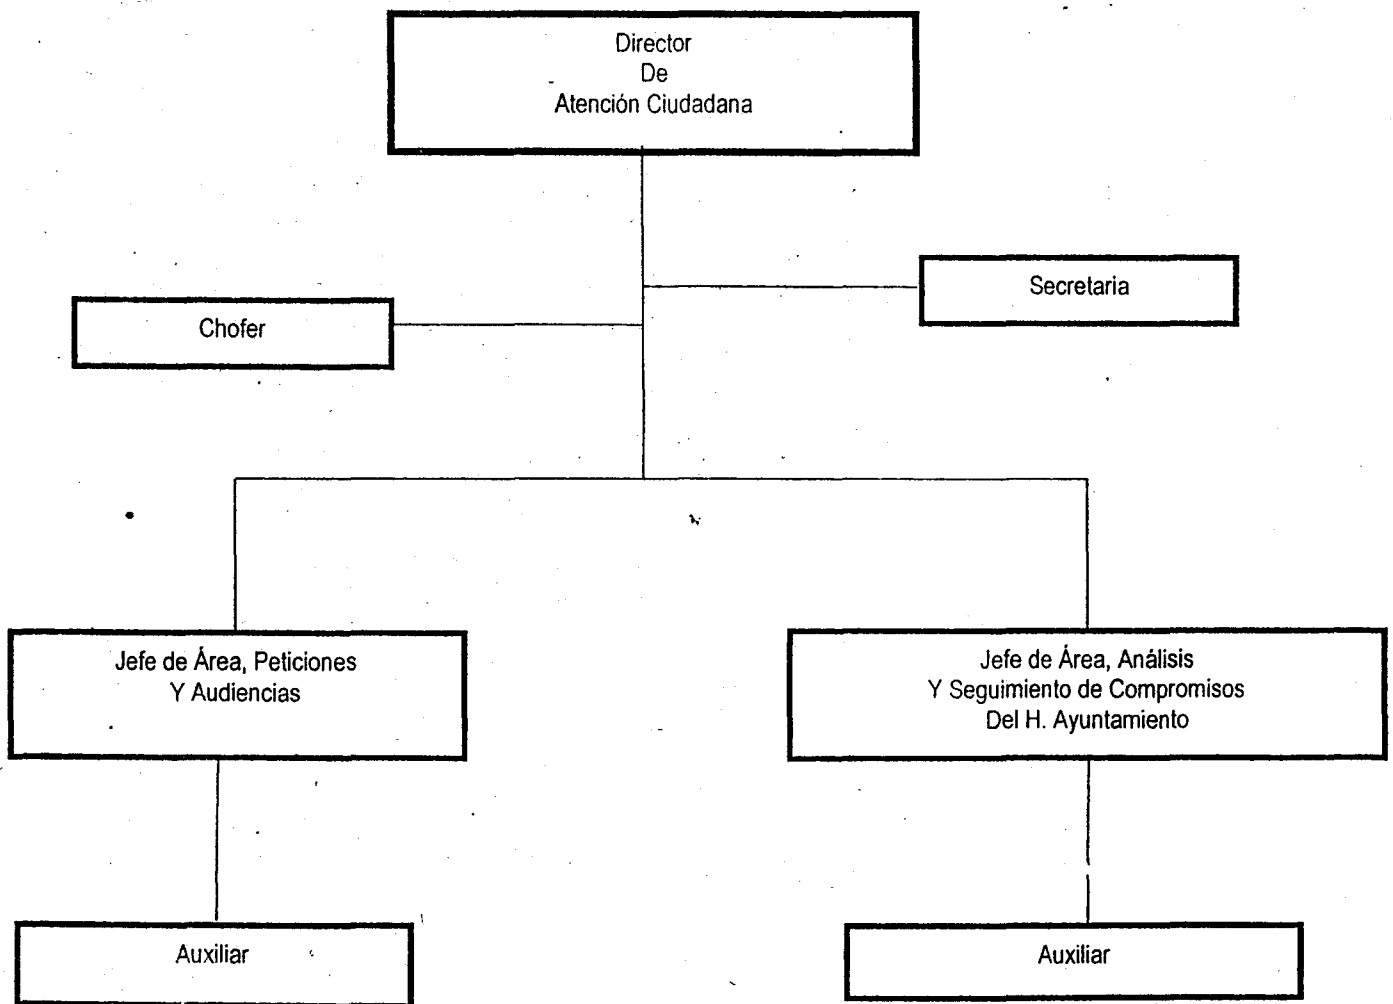 Director
De
Atención Ciudadana
Secretaria
Chofer
Jefe de Área, Peticiones
Y Audiencias
Jefe de Área, Análisis
Y Seguimiento de Compromisos
Del H. Ayuntamiento
Auxiliar
Auxiliar